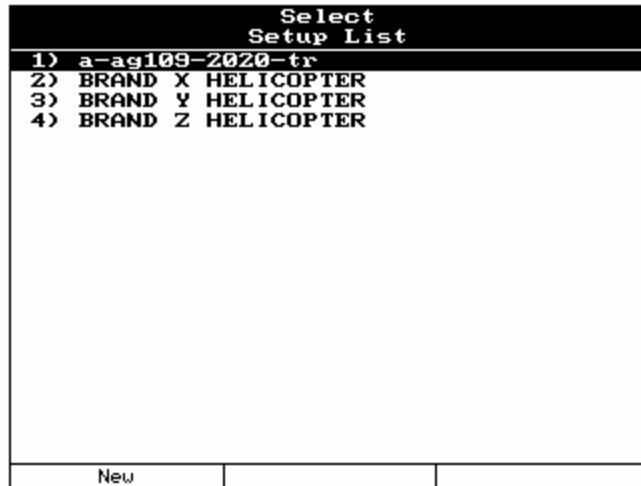 Select
Setup List
1) a-ag109-2020-tr
2) BRAND X HELICOPTER
3) BRAND Y HELICOPTER
4) BRAND Z HELICOPTER
New